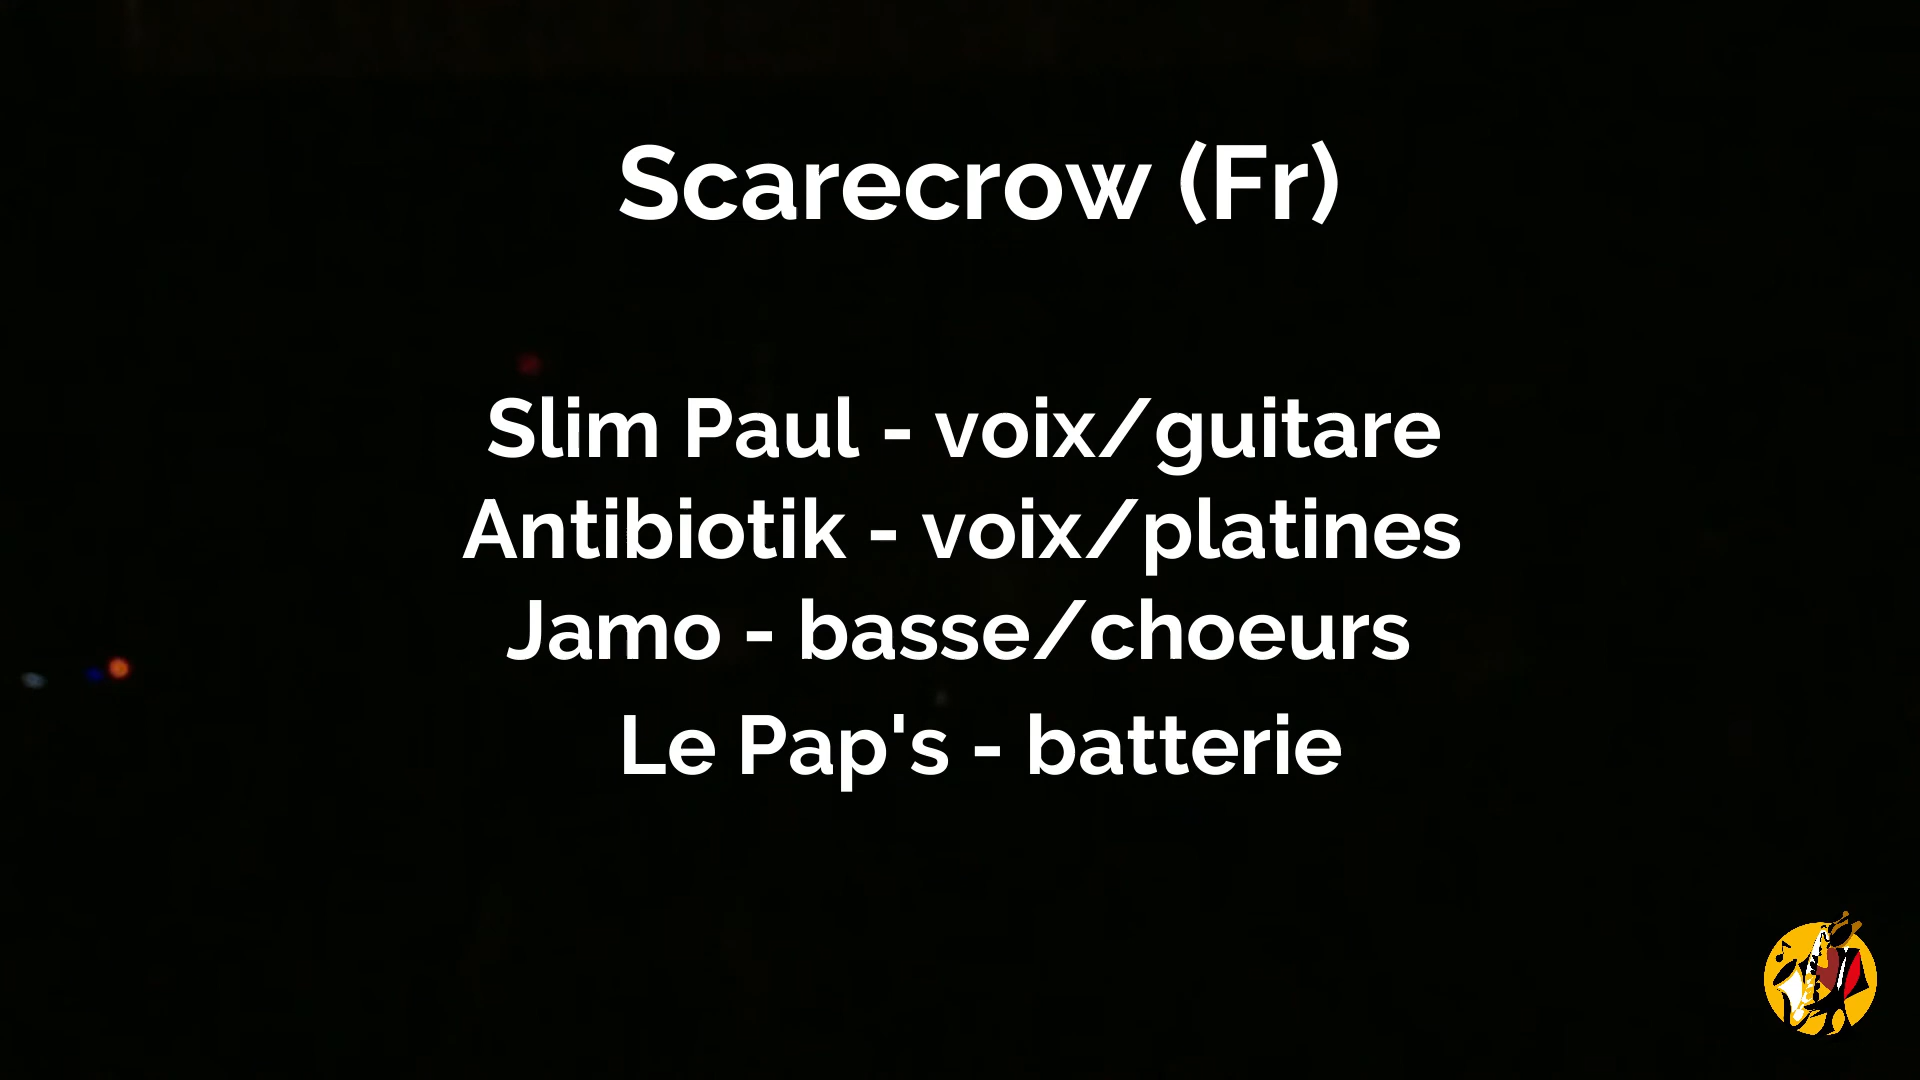 Scarecrow (Fr)
Slim Paul - voix/guitare
Antibiotik - voix/platines
Jamo - basse/choeurs
Le Pap's - batterie